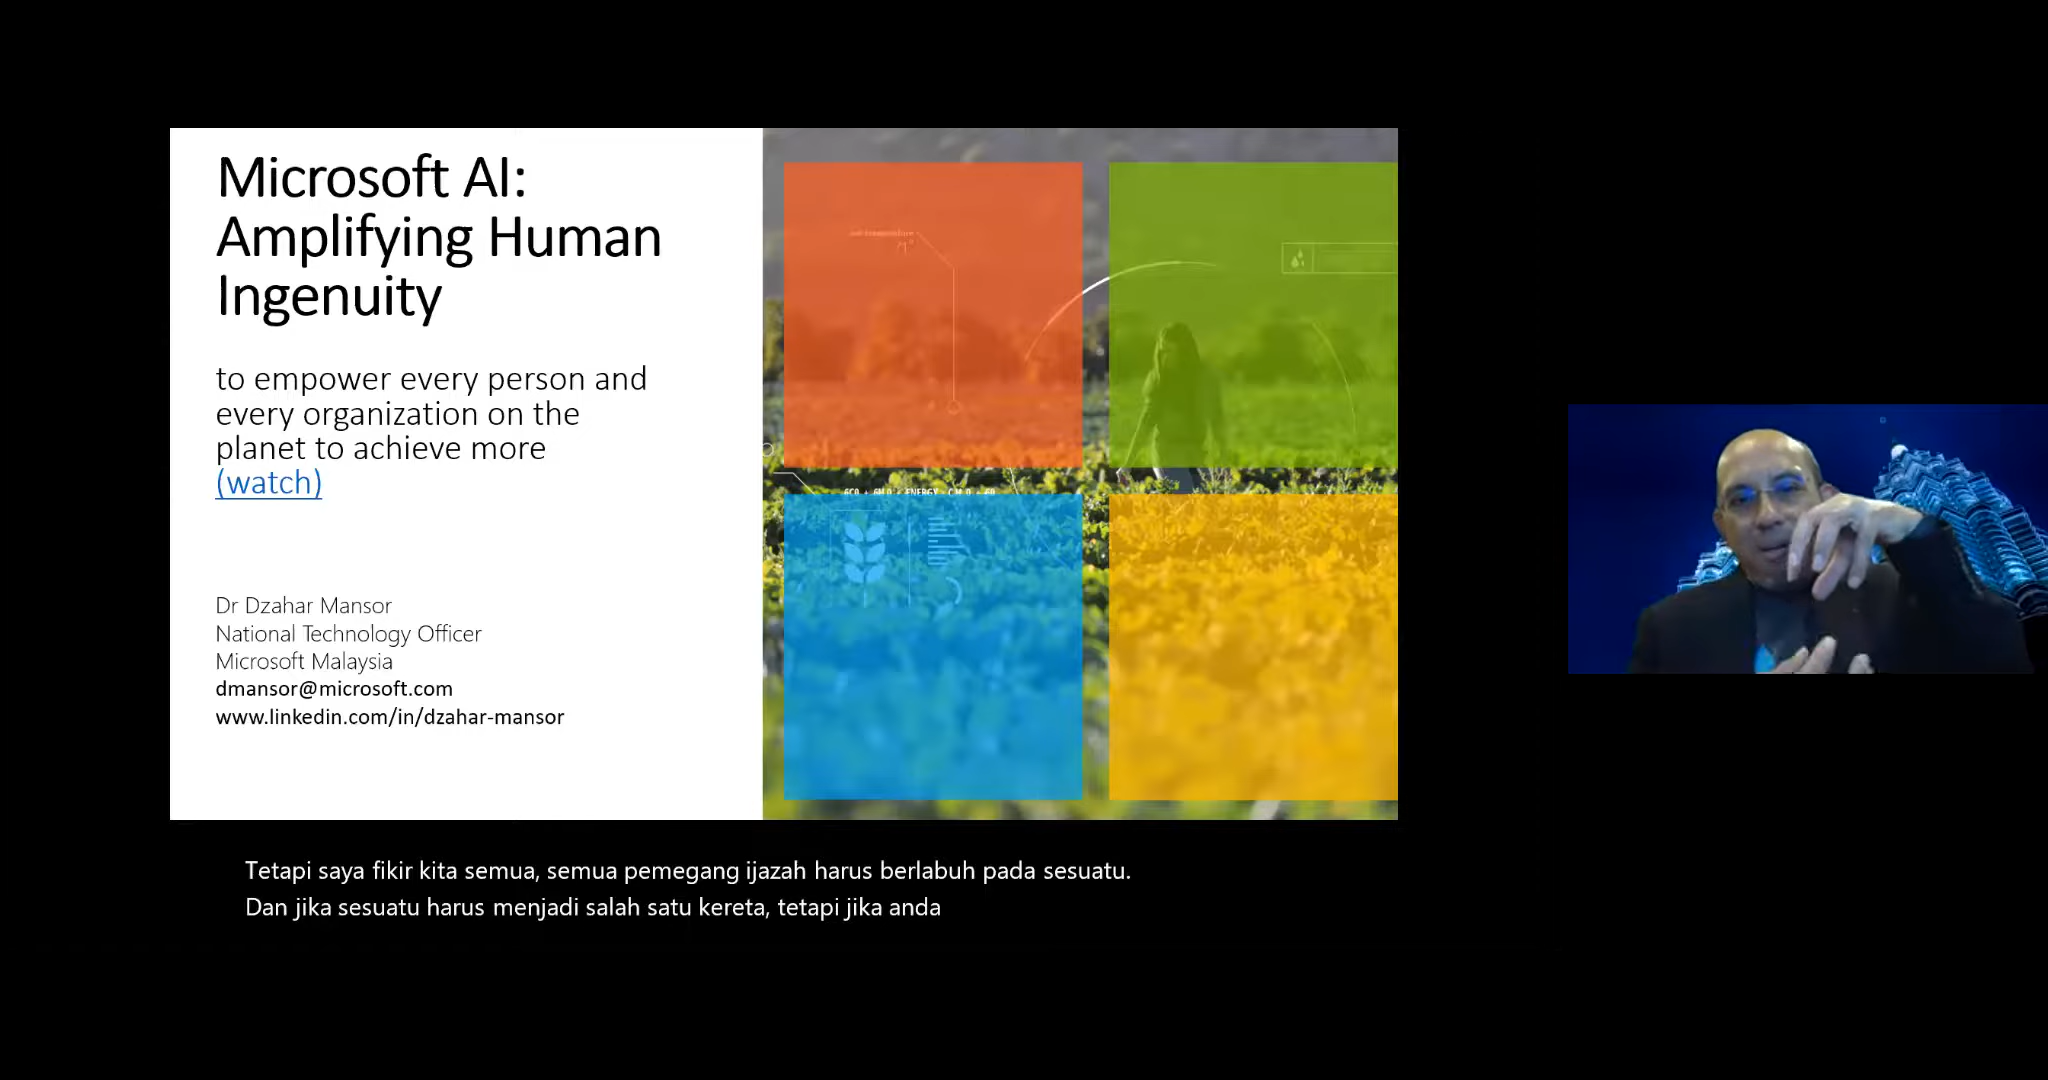 Microsoft AI:
Amplifying Human
Ingenuity
to empower every person and
every organization on the
planet to achieve more
(watch)
Dr Dzahar Mansor
National Technology Officer
Microsoft Malaysia
dmansor@microsoft.com
www.linkedin.com/in/dzahar-mansor
Tetapi saya fikir kita semua, semua pemegang ijazah harus berlabuh pada sesuatu.
Dan jika sesuatu harus menjadi salah satu kereta, tetapi jika anda